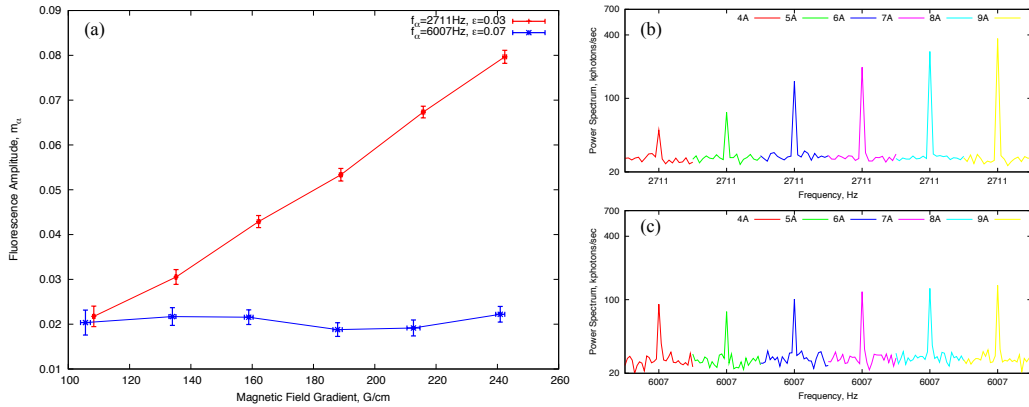 (a)
f_α=2711Hz, ε=0.03
f_α=6007Hz, ε=0.07
Fluorescence Amplitude, m_α
0.09
0.08
0.07
0.06
0.05
0.04
0.03
0.02
0.01
100 120 140 160 180 200 220 240 260
Magnetic Field Gradient, G/cm
(b)
4A 5A 6A 7A 8A 9A
Power Spectrum, kphotons/sec
700
400
100
20
2711 2711 2711 2711 2711 2711
Frequency, Hz
(c)
4A 5A 6A 7A 8A 9A
Power Spectrum, kphotons/sec
700
400
100
20
6007 6007 6007 6007 6007 6007
Frequency, Hz